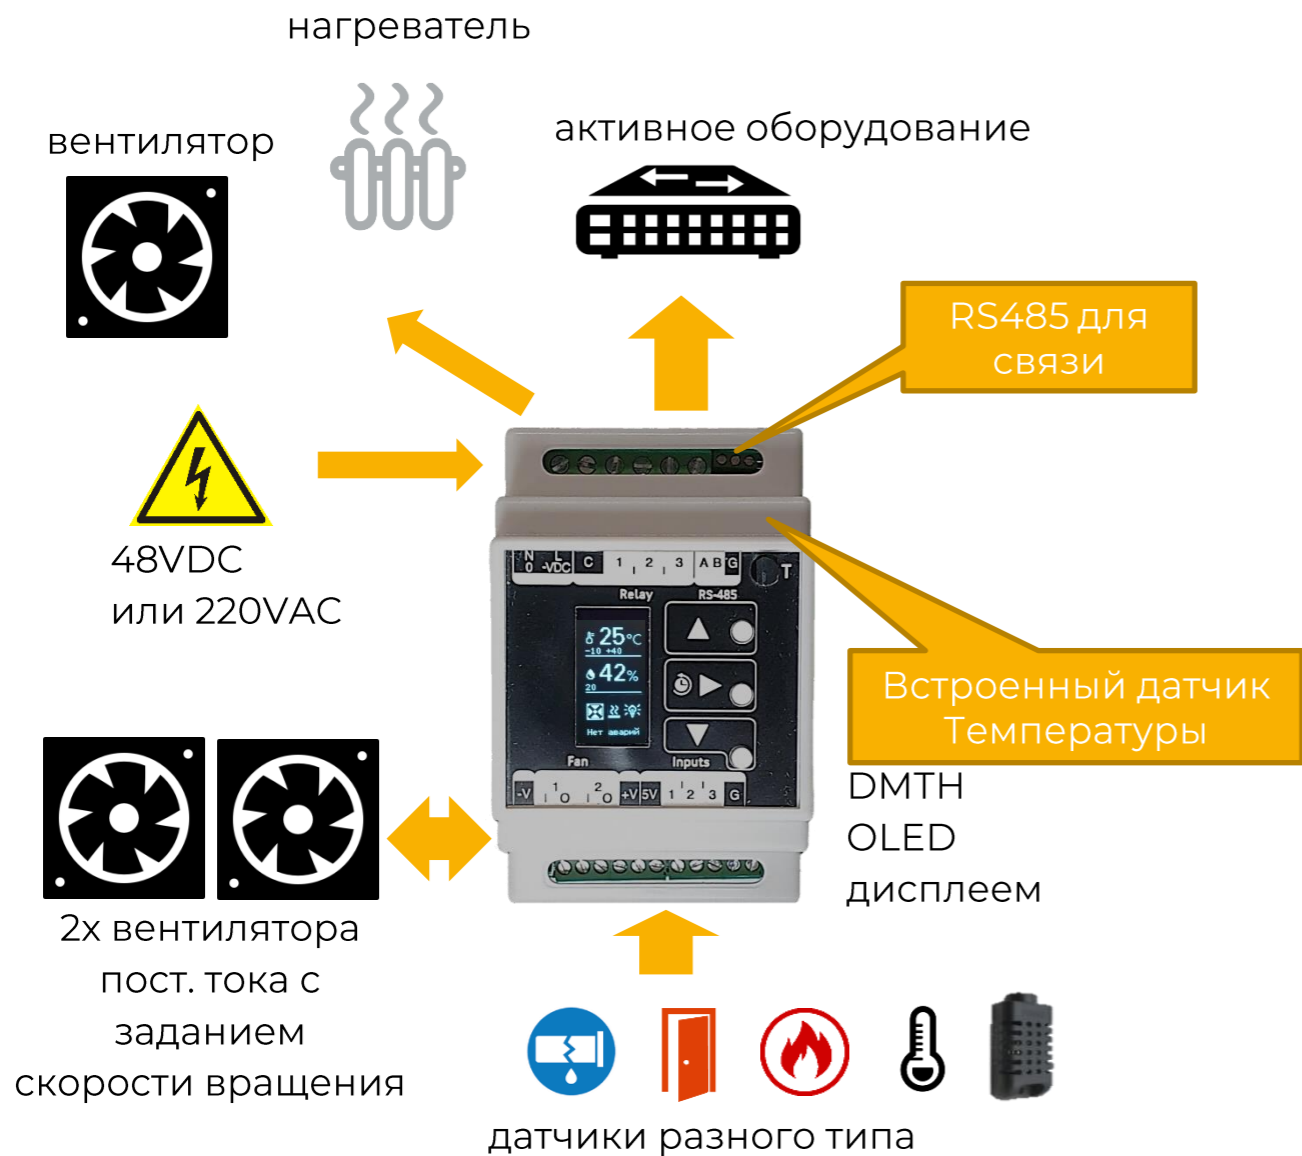 нагреватель
вентилятор
активное оборудование
RS485 для
связи
48VDC
или 220VAC
N L
0 -VDC C 1 2 3 A B G T
Relay RS-485
25°C
-10 +40
42%
20
Нет аварий
Fan Inputs
-V 1 0 2 0 +V 5V 1 2 3 G
Встроенный датчик
Температуры
DMTH
OLED
дисплеем
2х вентилятора
пост. тока с
заданием
скорости вращения
датчики разного типа